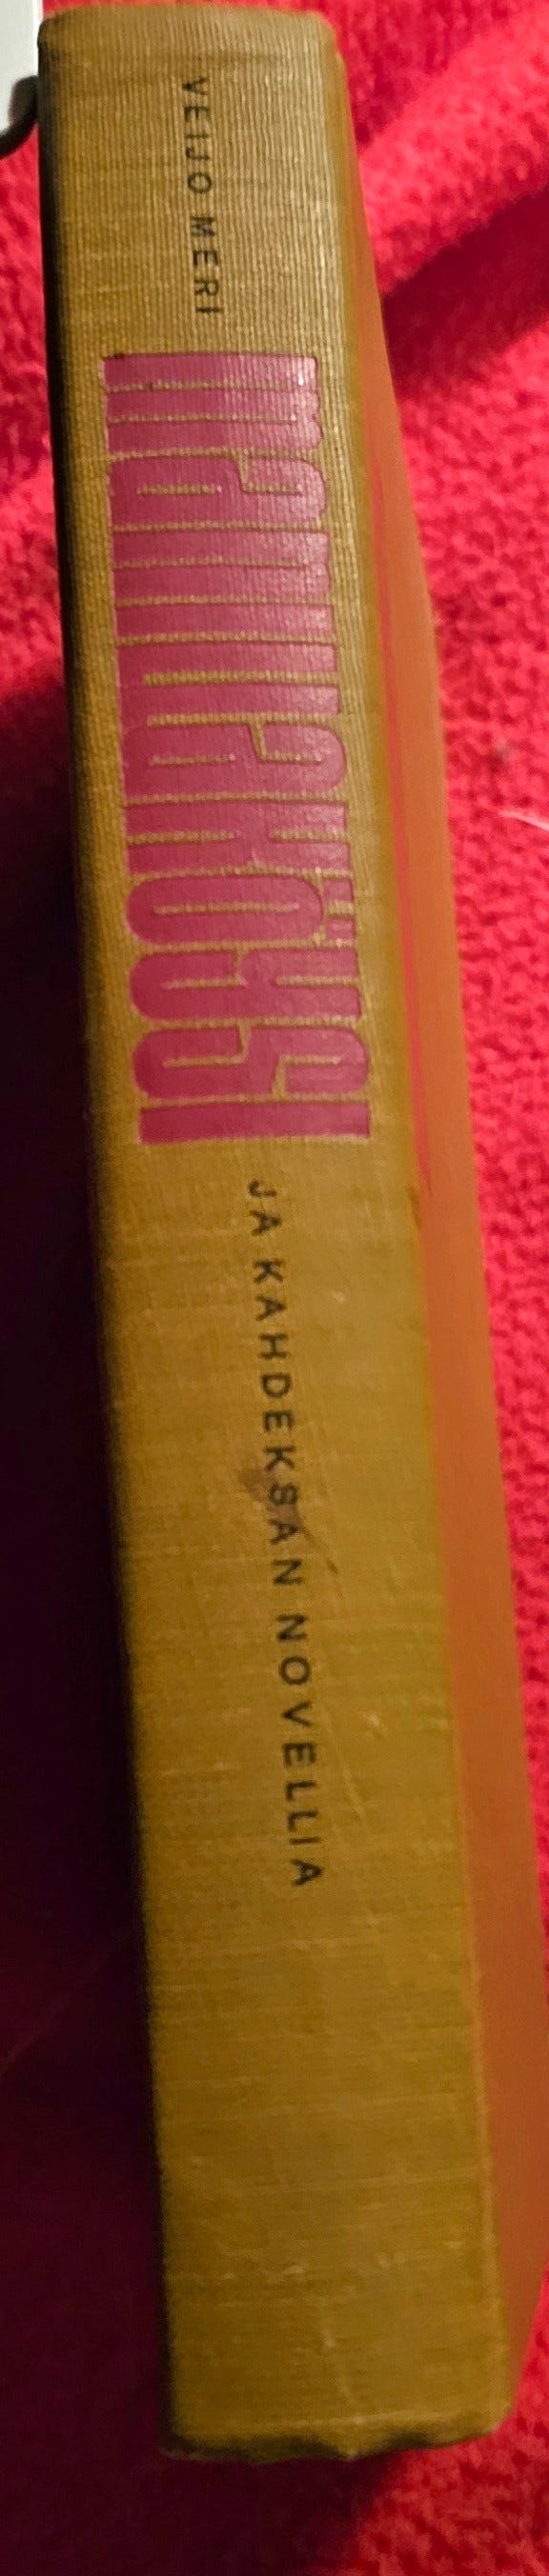 VEIJO MERI
manillaköysi
JA KAHDEKSAN NOVELLIA